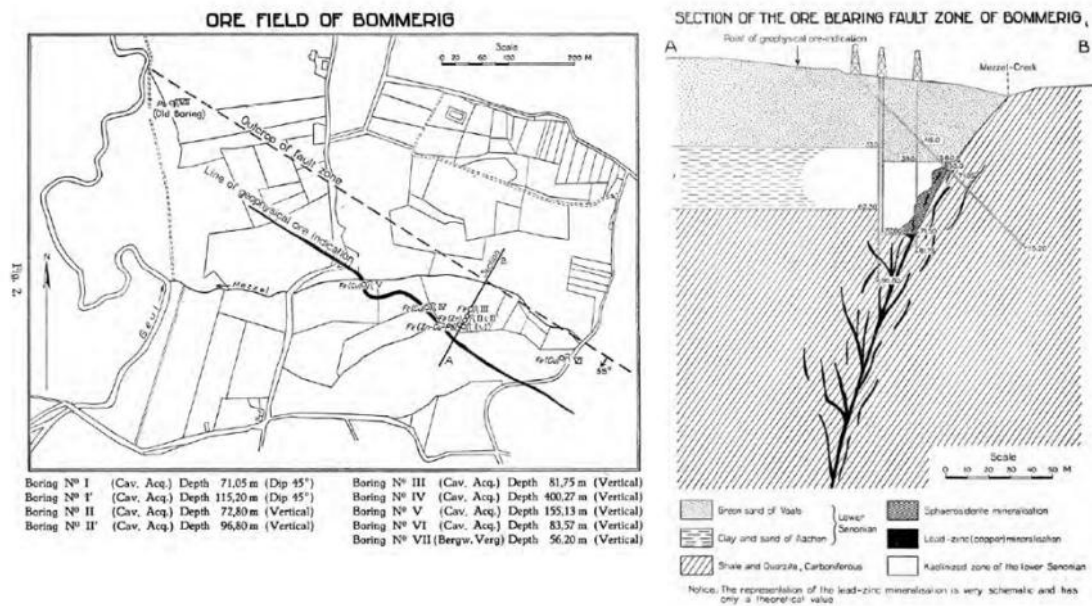 ORE FIELD OF BOMMERIG
Scale
(Old Boring)
Outcrop of fault zone
Line of geophysical ore indication
Fig. 2.
N
Mezzel
Geul
A
55°
Boring Nº I (Cav. Acq.) Depth 71,05 m (Dip 45°)
Boring Nº I' (Cav. Acq.) Depth 115,20 m (Dip 45°)
Boring Nº II (Cav. Acq.) Depth 72,80 m (Vertical)
Boring Nº II' (Cav. Acq.) Depth 96,80 m (Vertical)
Boring Nº III (Cav. Acq.) Depth 81,75 m (Vertical)
Boring Nº IV (Cav. Acq.) Depth 400,27 m (Vertical)
Boring Nº V (Cav. Acq.) Depth 155,13 m (Vertical)
Boring Nº VI (Cav. Acq.) Depth 83,57 m (Vertical)
Boring Nº VII (Bergw. Verg) Depth 56.20 m (Vertical)
SECTION OF THE ORE BEARING FAULT ZONE OF BOMMERIG
A
Point of geophysical ore-indication
B
Mezzel-Creek
Scale
0 10 20 30 40 50 M
Green sand of Vaals
Clay and sand of Aachen
Lower Senonian
Shale and Quarzite, Carboniferous
Sphaerosiderite mineralisation
Lead-zinc (copper) mineralisation
Kaolinized zone of the lower Senonian
Notice: The representation of the lead-zinc mineralisation is very schematic and has
only a theoretical value